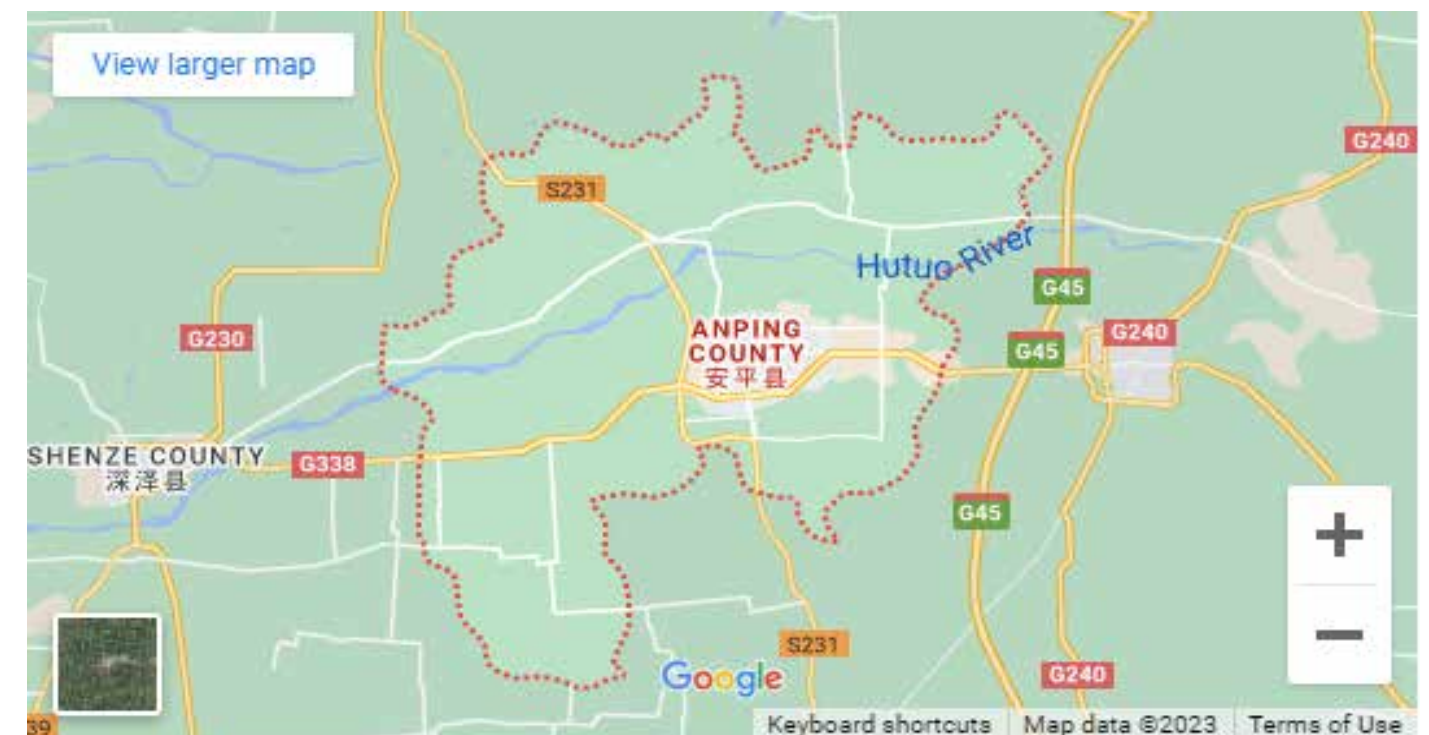 View larger map
G240
S231
Hutuo River
G45
ANPING
COUNTY
安平县
G230
G45
G240
SHENZE COUNTY
深泽县
G338
G45
S231
Google
G240
39
Keyboard shortcuts
Map data ©2023
Terms of Use